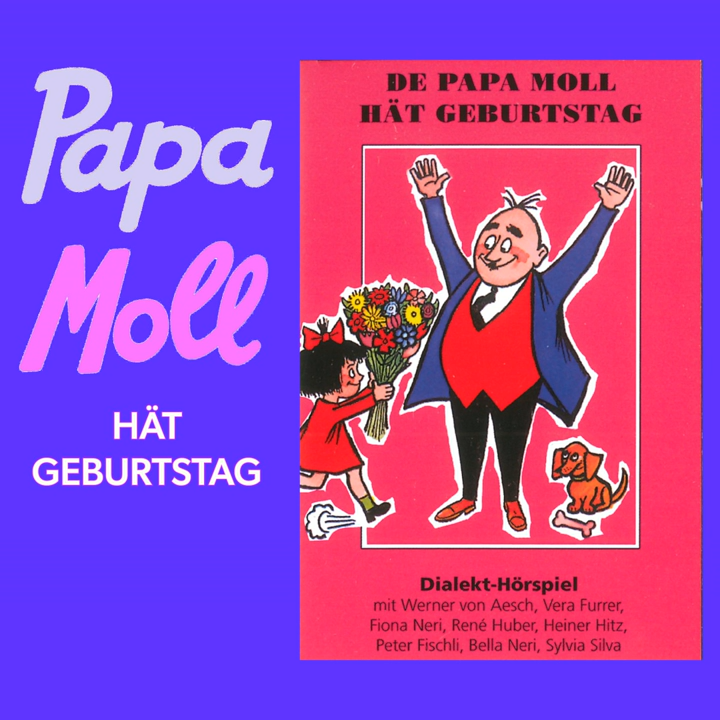 Papa
Moll
HÄT
GEBURTSTAG
DE PAPA MOLL
HÄT GEBURTSTAG
Dialekt-Hörspiel
mit Werner von Aesch, Vera Furrer,
Fiona Neri, René Huber, Heiner Hitz,
Peter Fischli, Bella Neri, Sylvia Silva